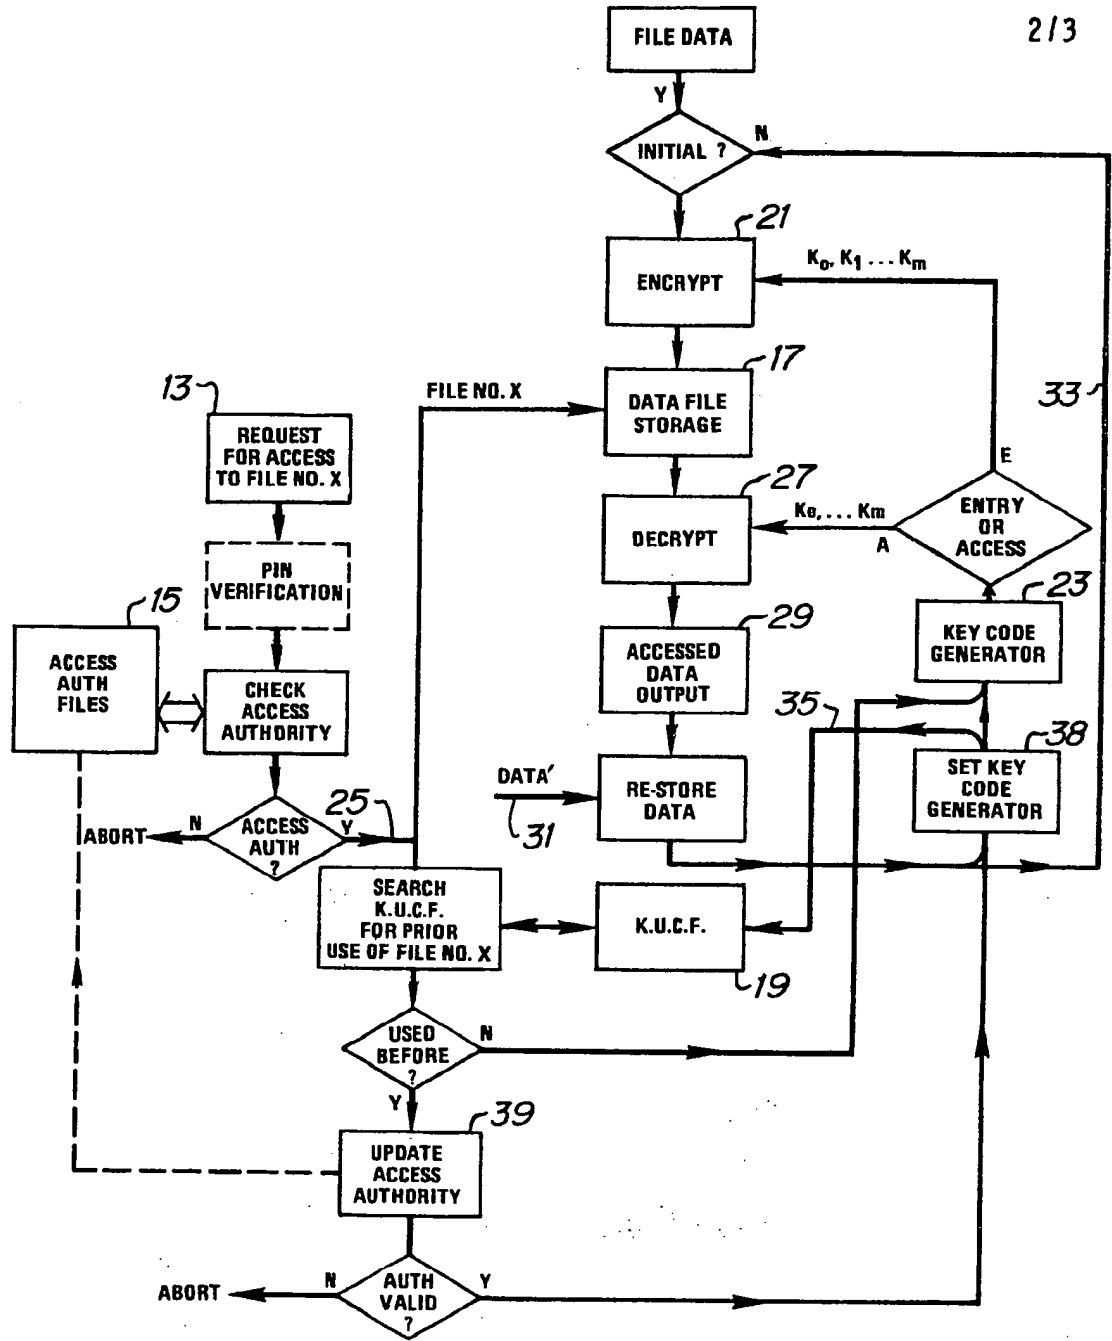 2/3
FILE DATA
Y
INITIAL ?
N
21
ENCRYPT
K₀, K₁ ... Kₘ
17
FILE NO. X
DATA FILE
STORAGE
33
13
REQUEST
FOR ACCESS
TO FILE NO. X
E
27
DECRYPT
Kₑ, ... Kₘ
A
ENTRY
OR
ACCESS
PIN
VERIFICATION
15
ACCESS
AUTH
FILES
CHECK
ACCESS
AUTHORITY
29
ACCESSED
DATA
OUTPUT
23
KEY CODE
GENERATOR
35
38
SET KEY
CODE
GENERATOR
DATA′
31
RE-STORE
DATA
ABORT
N
ACCESS
AUTH
?
Y
25
SEARCH
K.U.C.F.
FOR PRIOR
USE OF FILE NO. X
K.U.C.F.
19
USED
BEFORE
?
N
Y
39
UPDATE
ACCESS
AUTHORITY
ABORT
N
AUTH
VALID
?
Y